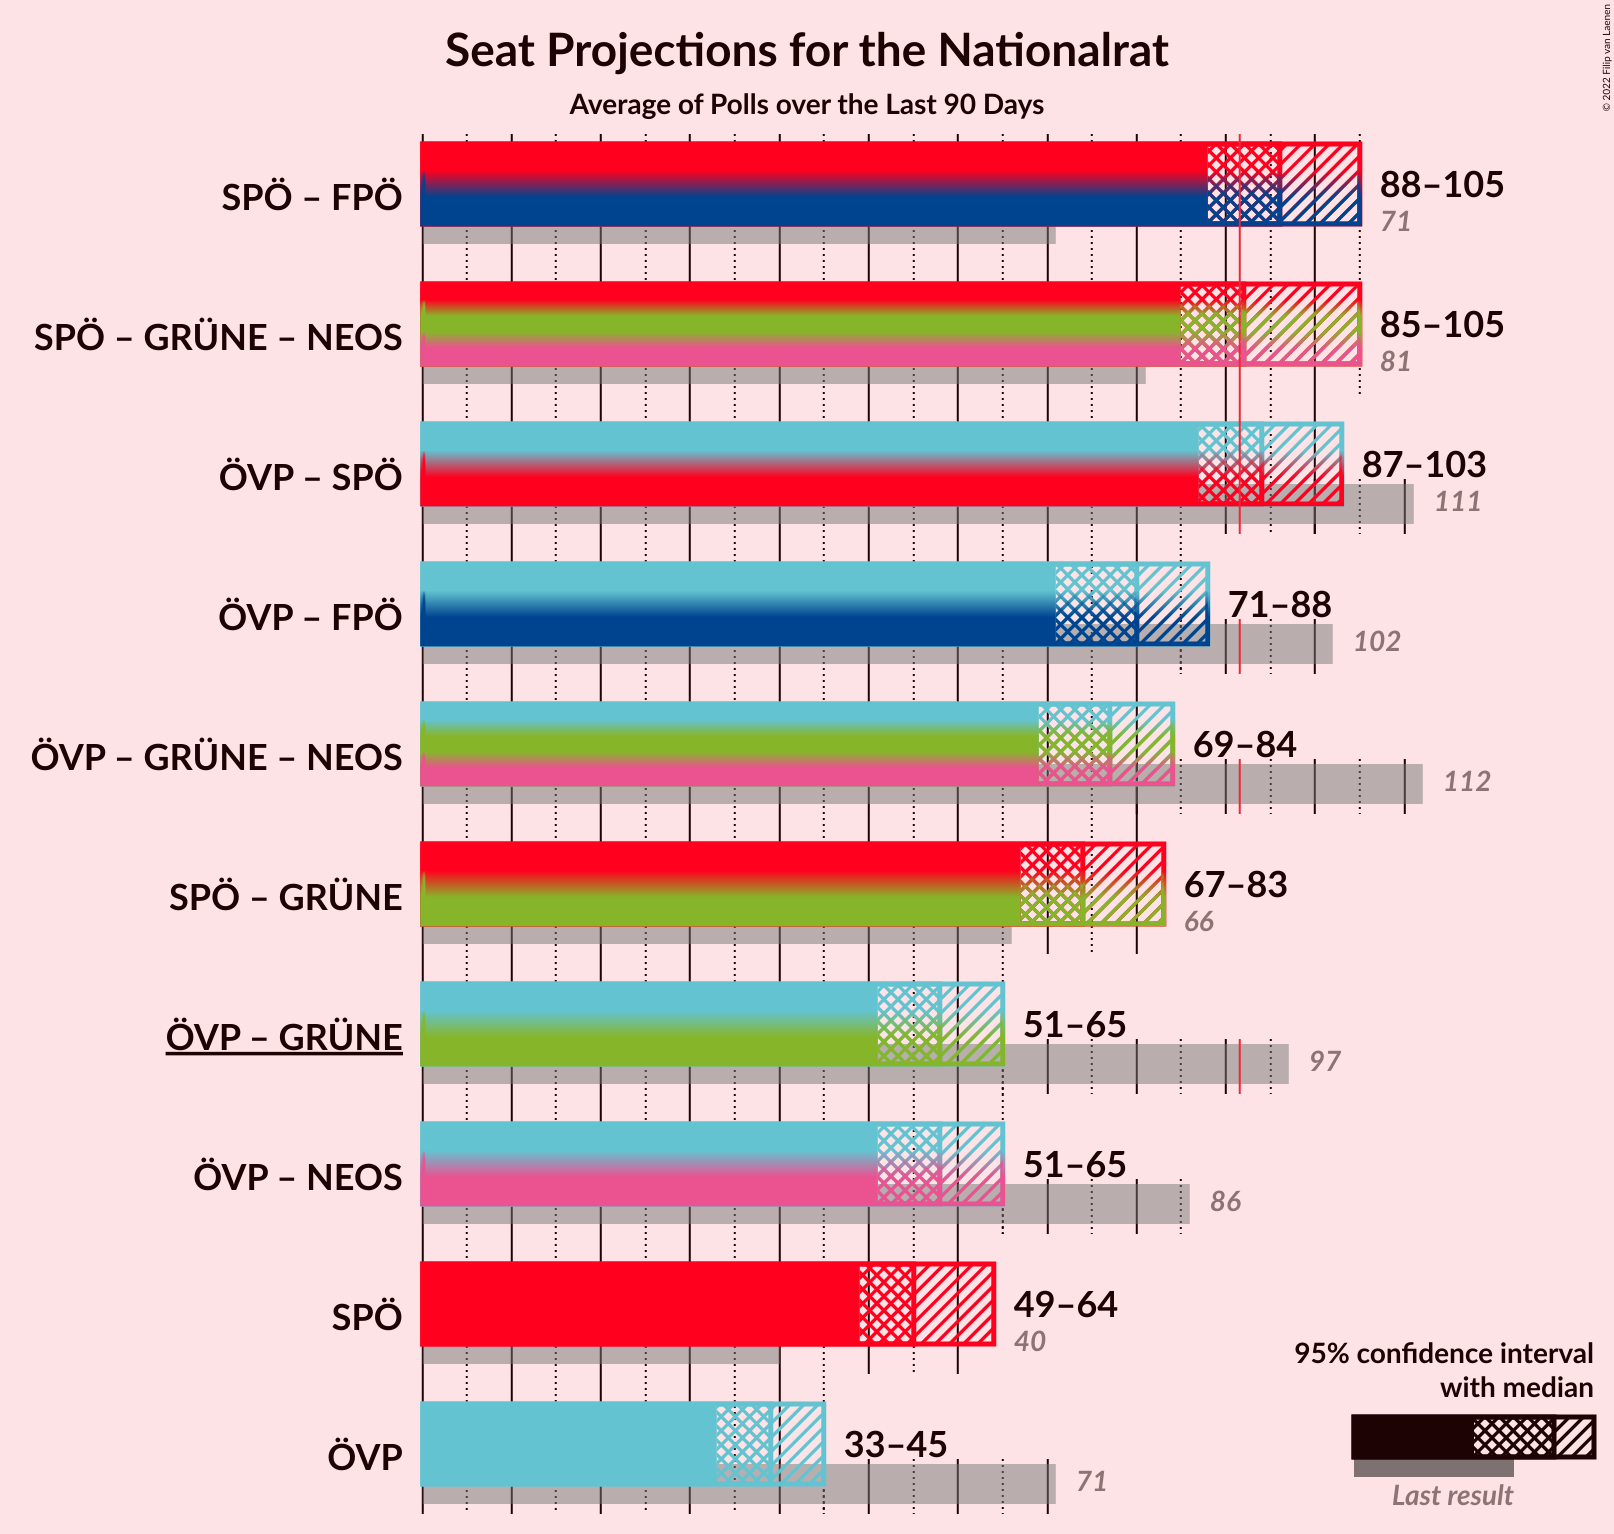 Seat Projections for the Nationalrat
Average of Polls over the Last 90 Days
© 2022 Filip van Laenen
SPÖ – FPÖ
88–105
71
SPÖ – GRÜNE – NEOS
85–105
81
ÖVP – SPÖ
87–103
111
ÖVP – FPÖ
71–88
102
ÖVP – GRÜNE – NEOS
69–84
112
SPÖ – GRÜNE
67–83
66
ÖVP – GRÜNE
51–65
97
ÖVP – NEOS
51–65
86
SPÖ
49–64
40
ÖVP
33–45
71
95% confidence interval
with median
Last result